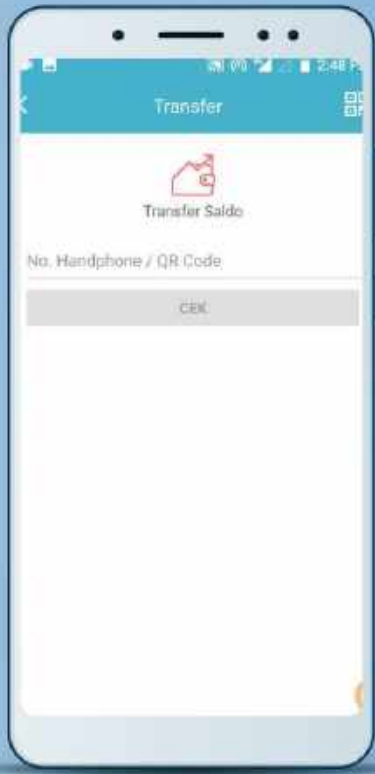 2:48 P
Transfer
Transfer Saldo
No. Handphone / QR Code
CEK